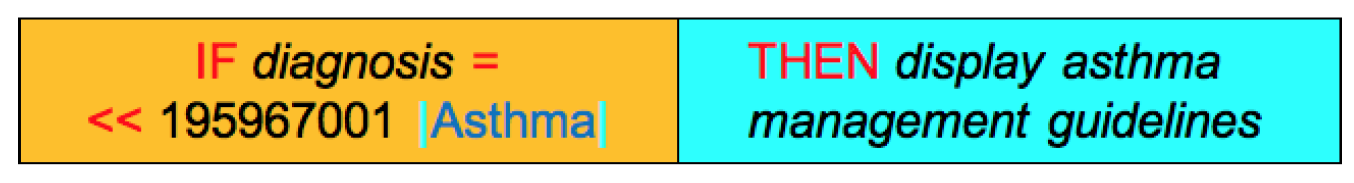 IF diagnosis =
<< 195967001 |Asthma|
THEN display asthma
management guidelines